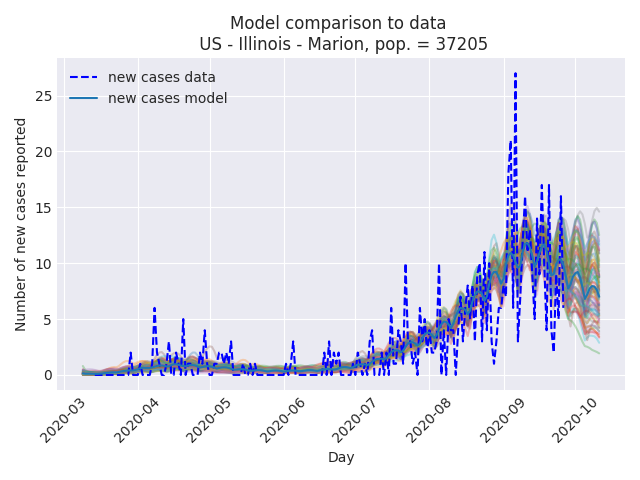 Model comparison to data
US - Illinois - Marion, pop. = 37205
new cases data
new cases model
Number of new cases reported
25
20
15
10
5
0
2020-03
2020-04
2020-05
2020-06
2020-07
2020-08
2020-09
2020-10
Day